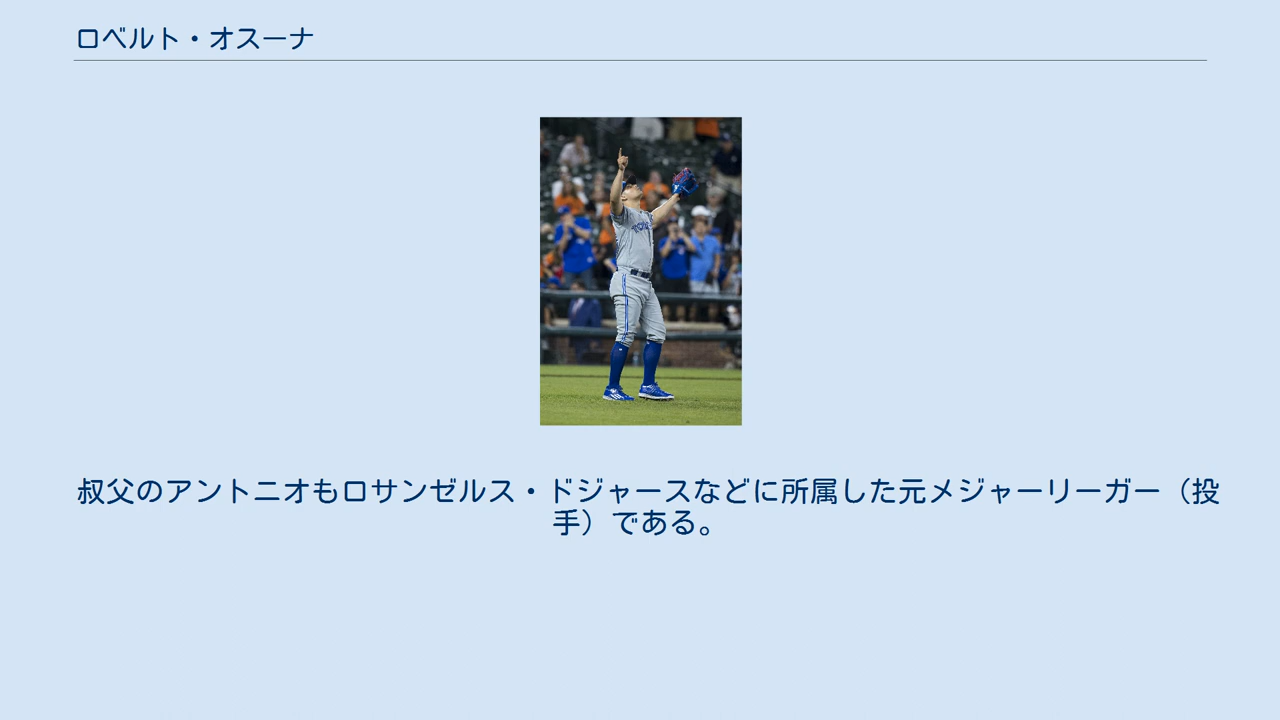 ロベルト・オスーナ
叔父のアントニオもロサンゼルス・ドジャースなどに所属した元メジャーリーガー（投
手）である。